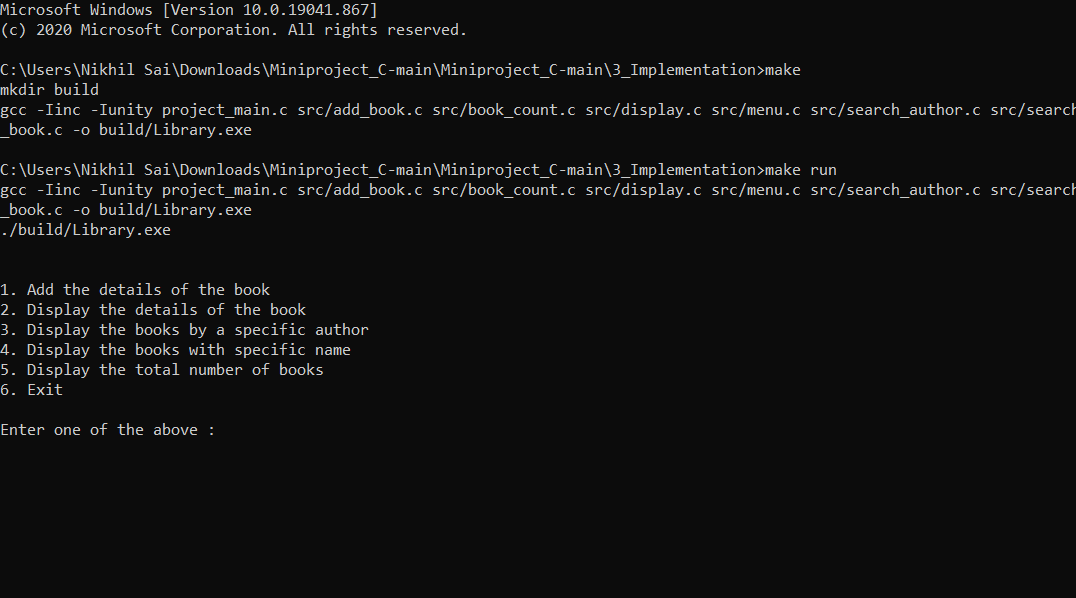 Microsoft Windows [Version 10.0.19041.867]
(c) 2020 Microsoft Corporation. All rights reserved.
C:\Users\Nikhil Sai\Downloads\Miniproject_C-main\Miniproject_C-main\3_Implementation>make
mkdir build
gcc -Iinc -Iunity project_main.c src/add_book.c src/book_count.c src/display.c src/menu.c src/search_author.c src/search
_book.c -o build/Library.exe
C:\Users\Nikhil Sai\Downloads\Miniproject_C-main\Miniproject_C-main\3_Implementation>make run
gcc -Iinc -Iunity project_main.c src/add_book.c src/book_count.c src/display.c src/menu.c src/search_author.c src/search
_book.c -o build/Library.exe
./build/Library.exe
1. Add the details of the book
2. Display the details of the book
3. Display the books by a specific author
4. Display the books with specific name
5. Display the total number of books
6. Exit
Enter one of the above :